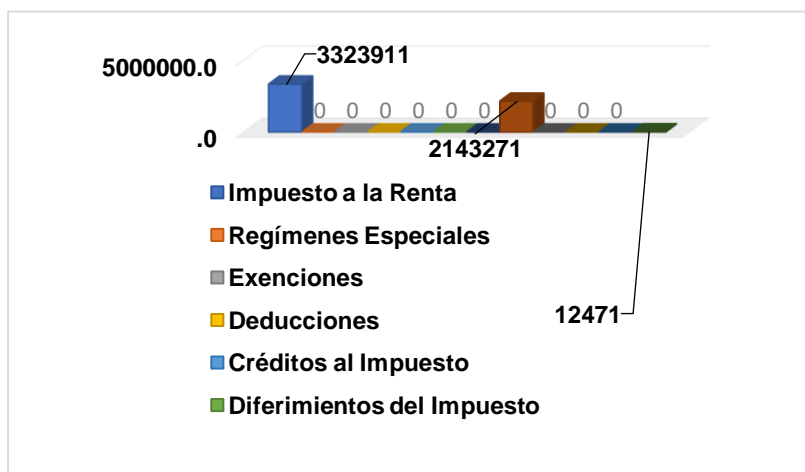 3323911
5000000.0
0 0 0 0 0 0 0 0 0
.0
2143271
Impuesto a la Renta
Regímenes Especiales
Exenciones
12471
Deducciones
Créditos al Impuesto
Diferimientos del Impuesto